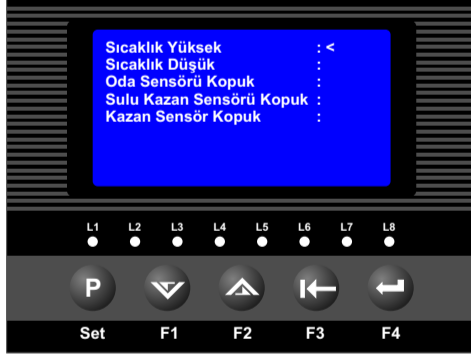 Sıcaklık Yüksek : <
Sıcaklık Düşük :
Oda Sensörü Kopuk :
Sulu Kazan Sensörü Kopuk :
Kazan Sensör Kopuk :
L1 L2 L3 L4 L5 L6 L7 L8
P
Set F1 F2 F3 F4